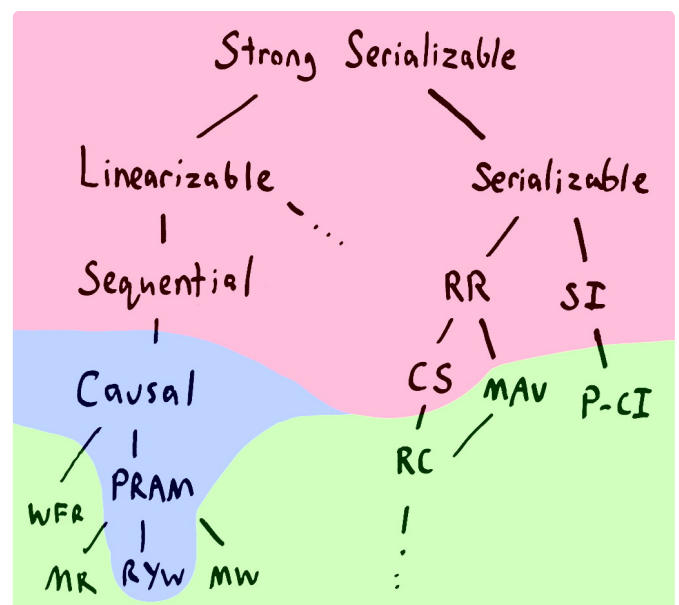 Strong Serializable
Linearizable
Serializable
Sequential
RR
SI
Causal
CS
MAV
P-CI
RC
PRAM
WFR
MR
RYW
MW